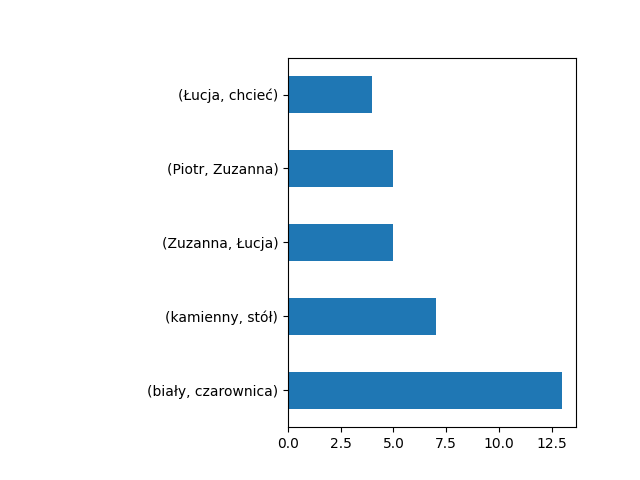 (Łucja, chcieć)
(Piotr, Zuzanna)
(Zuzanna, Łucja)
(kamienny, stół)
(biały, czarownica)
0.0 2.5 5.0 7.5 10.0 12.5